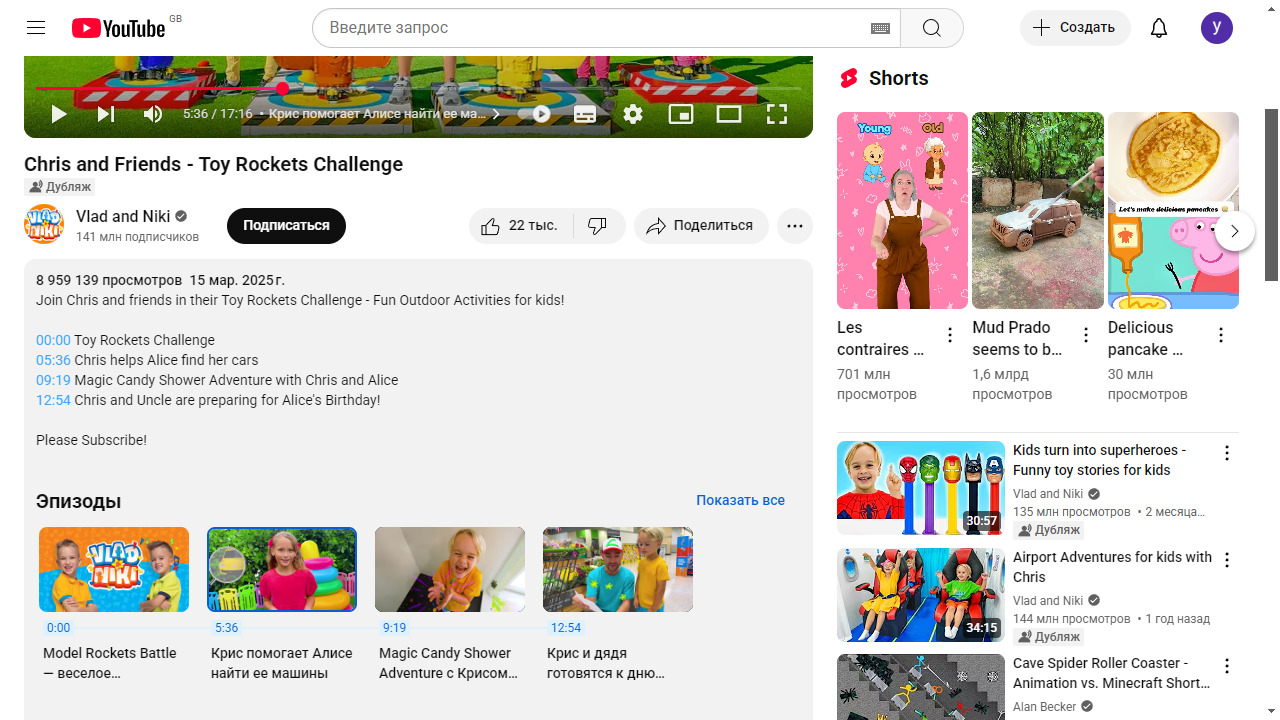 YouTube GB
Введите запрос
Создать
y
5:36 / 17:16 • Крис помогает Алисе найти ее ма...
Chris and Friends - Toy Rockets Challenge
Дубляж
VLAD NIKI
Vlad and Niki
141 млн подписчиков
Подписаться
22 тыс.
Поделиться
8 959 139 просмотров 15 мар. 2025 г.
Join Chris and friends in their Toy Rockets Challenge - Fun Outdoor Activities for kids!
00:00 Toy Rockets Challenge
05:36 Chris helps Alice find her cars
09:19 Magic Candy Shower Adventure with Chris and Alice
12:54 Chris and Uncle are preparing for Alice's Birthday!
Please Subscribe!
Эпизоды
Показать все
VLAD & NIKI
0:00
5:36
9:19
12:54
Model Rockets Battle
— веселое...
Крис помогает Алисе
найти ее машины
Magic Candy Shower
Adventure с Крисом...
Крис и дядя
готовятся к дню...
Shorts
Young Old
Let's make delicious pancakes
Les
contraires ...
701 млн
просмотров
Mud Prado
seems to b...
1,6 млрд
просмотров
Delicious
pancake ...
30 млн
просмотров
30:57
Kids turn into superheroes -
Funny toy stories for kids
Vlad and Niki
135 млн просмотров • 2 месяца...
Дубляж
34:15
Airport Adventures for kids with
Chris
Vlad and Niki
144 млн просмотров • 1 год назад
Дубляж
Cave Spider Roller Coaster -
Animation vs. Minecraft Short...
Alan Becker